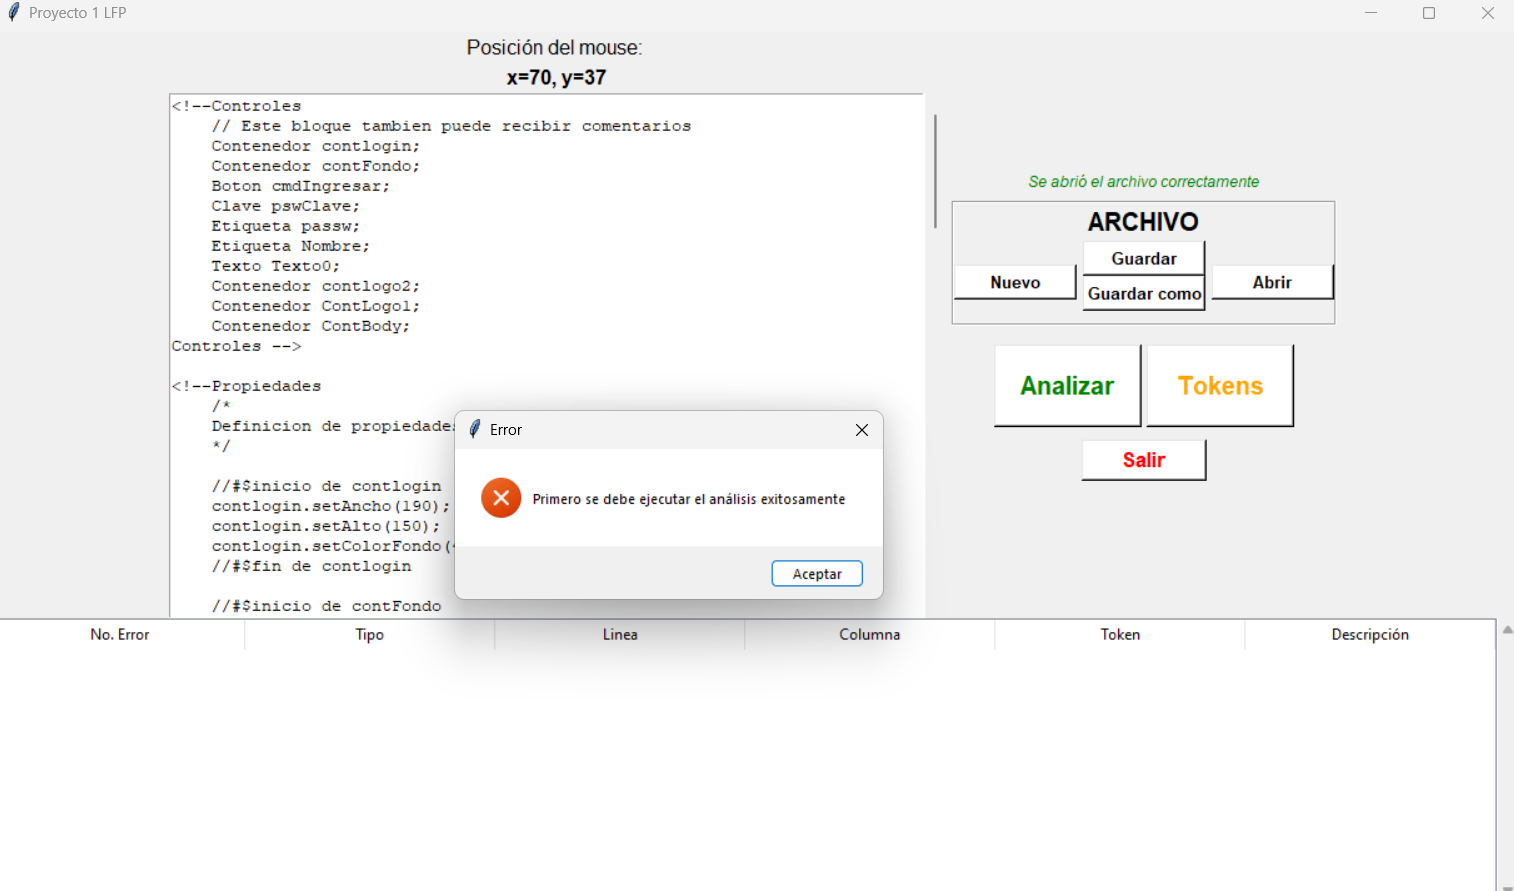 Proyecto 1 LFP
Posición del mouse:
x=70, y=37
<!--Controles
// Este bloque tambien puede recibir comentarios
Contenedor contlogin;
Contenedor contFondo;
Boton cmdIngresar;
Clave pswClave;
Etiqueta passw;
Etiqueta Nombre;
Texto Texto0;
Contenedor contlogo2;
Contenedor ContLogo1;
Contenedor ContBody;
Controles -->
<!--Propiedades
/*
Definicion de propiedades
*/
//#$inicio de contlogin
contlogin.setAncho(190);
contlogin.setAlto(150);
contlogin.setColorFondo(
//#$fin de contlogin
//#$inicio de contFondo
Se abrió el archivo correctamente
ARCHIVO
Nuevo
Guardar
Guardar como
Abrir
Analizar
Tokens
Salir
Error
Primero se debe ejecutar el análisis exitosamente
Aceptar
No. Error
Tipo
Linea
Columna
Token
Descripción